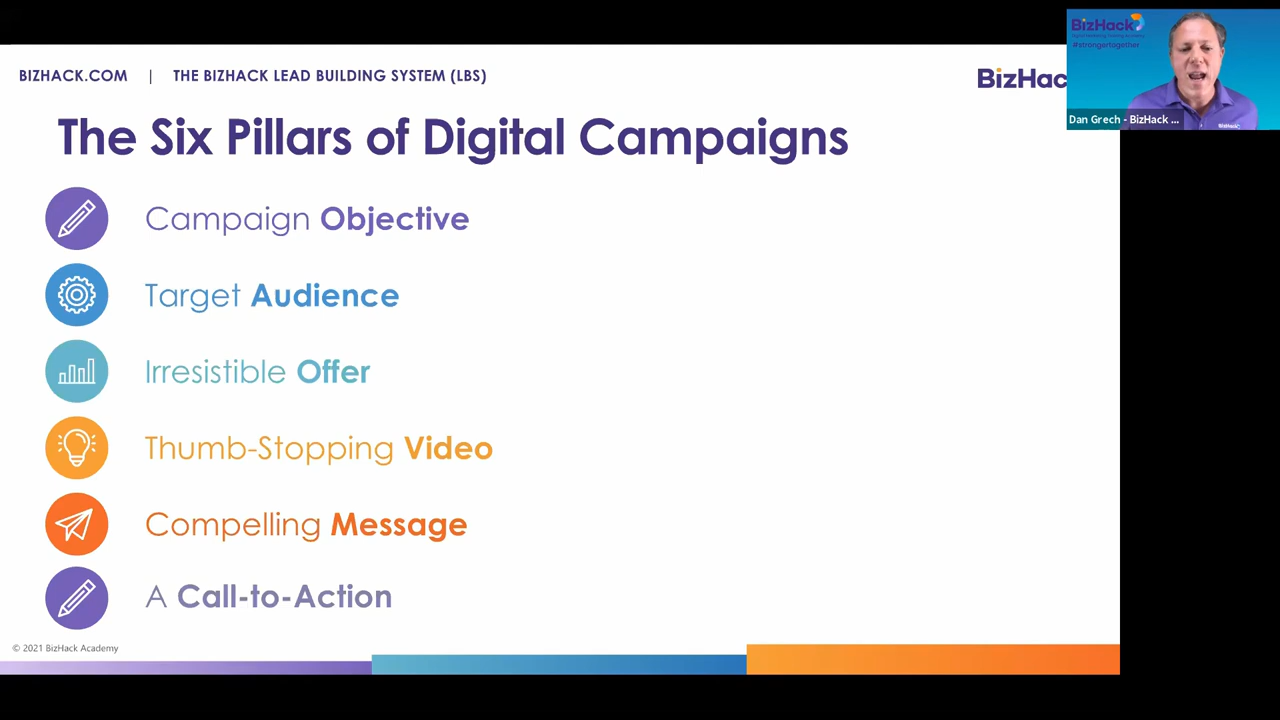 BIZHACK.COM | THE BIZHACK LEAD BUILDING SYSTEM (LBS)
BizHac
BizHack
#strongertogether
Dan Grech - BizHack ...
The Six Pillars of Digital Campaigns
Campaign Objective
Target Audience
Irresistible Offer
Thumb-Stopping Video
Compelling Message
A Call-to-Action
© 2021 BizHack Academy